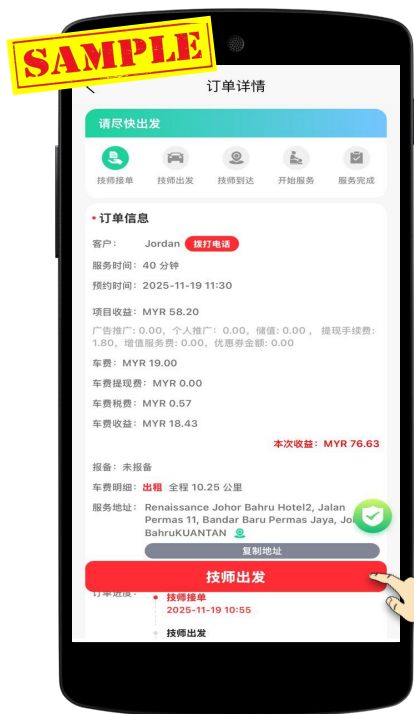 SAMPLE
订单详情
请尽快出发
技师接单 技师出发 技师到达 开始服务 服务完成
•订单信息
客户： Jordan 拨打电话
服务时间：40 分钟
预约时间：2025-11-19 11:30
项目收益：MYR 58.20
广告推广：0.00，个人推广：0.00，储值：0.00 ， 提现手续费：
1.80，增值服务费：0.00，优惠券金额：0.00
车费：MYR 19.00
车费提现费：MYR 0.00
车费税费：MYR 0.57
车费收益：MYR 18.43
本次收益：MYR 76.63
报备：未报备
车费明细：出租 全程 10.25 公里
服务地址：Renaissance Johor Bahru Hotel2, Jalan
Permas 11, Bandar Baru Permas Jaya,
BahruKUANTAN
复制地址
技师出发
订单进度：
技师接单
2025-11-19 10:55
技师出发